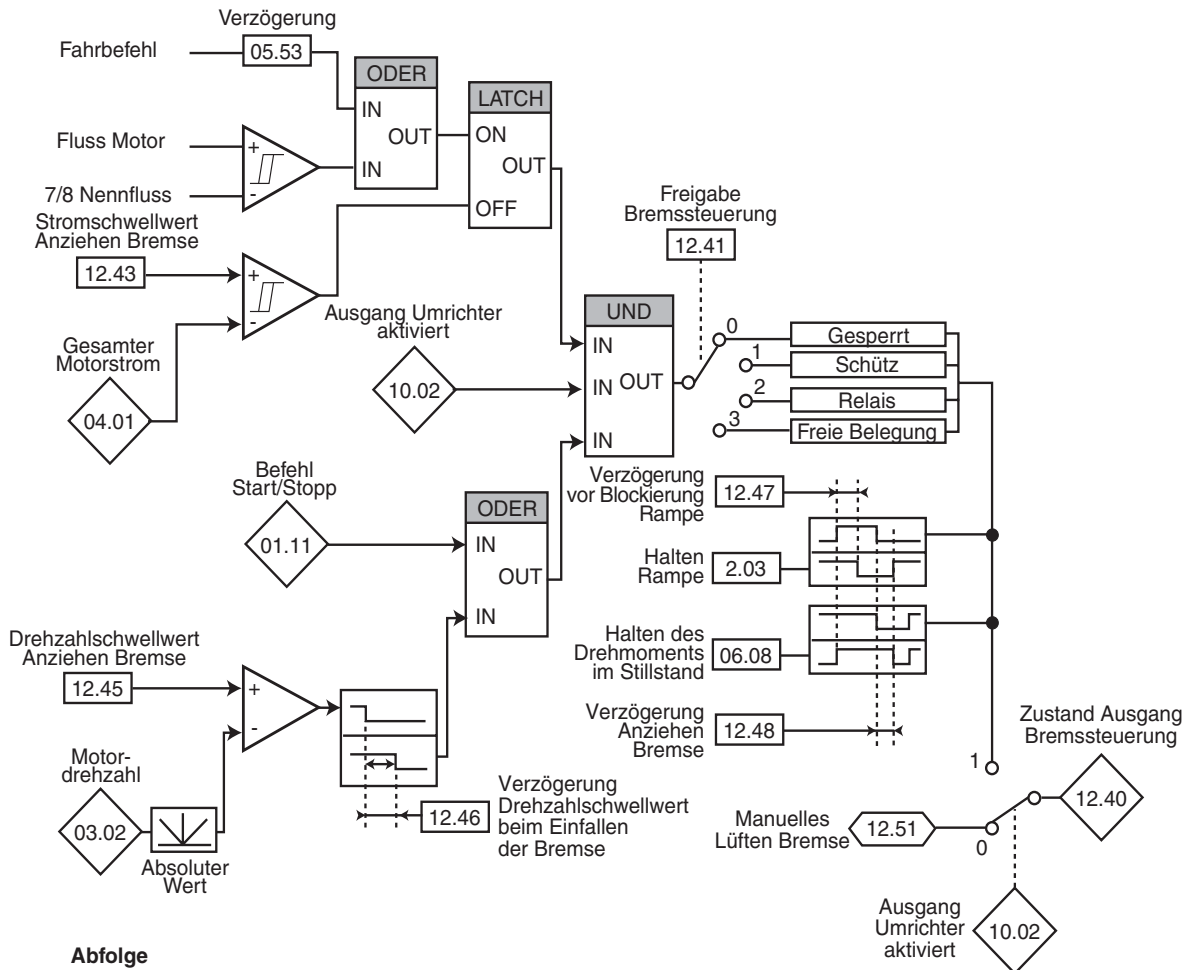 Verzögerung
Fahrbefehl
05.53
ODER
IN
OUT
IN
LATCH
ON
OUT
OFF
Fluss Motor
+
-
7/8 Nennfluss
Stromschwellwert
Anziehen Bremse
12.43
+
-
Gesamter
Motorstrom
04.01
Freigabe
Bremssteuerung
12.41
Ausgang Umrichter
aktiviert
10.02
UND
IN
IN
OUT
IN
0
Gesperrt
1
Schütz
2
Relais
3
Freie Belegung
Befehl
Start/Stopp
01.11
ODER
IN
OUT
IN
Verzögerung
vor Blockierung
Rampe
12.47
Halten
Rampe
2.03
Halten des
Drehmoments
im Stillstand
06.08
Verzögerung
Anziehen
Bremse
12.48
Drehzahlschwellwert
Anziehen Bremse
12.45
+
-
Motor-
drehzahl
03.02
Absoluter
Wert
12.46
Verzögerung
Drehzahlschwellwert
beim Einfallen
der Bremse
Zustand Ausgang
Bremssteuerung
1
12.40
Manuelles
Lüften Bremse
12.51
0
Ausgang
Umrichter
aktiviert
10.02
Abfolge